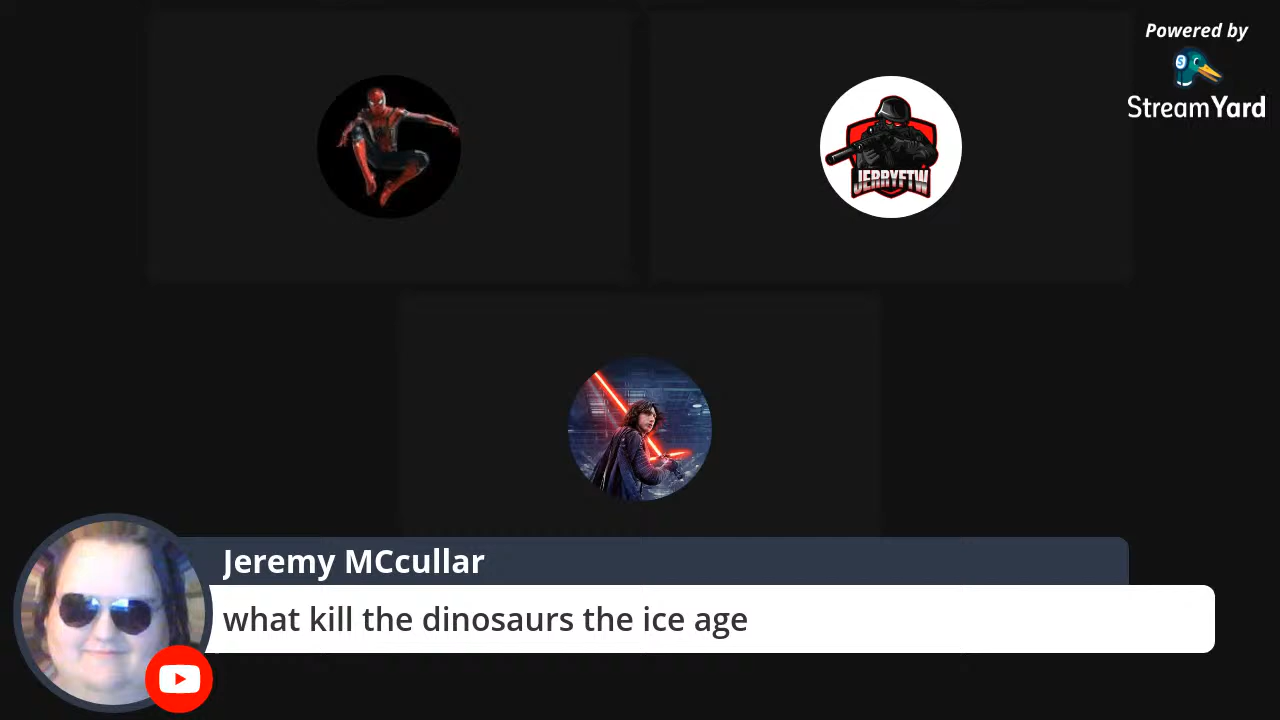 Powered by
StreamYard
JERRYFTW
Jeremy MCcullar
what kill the dinosaurs the ice age